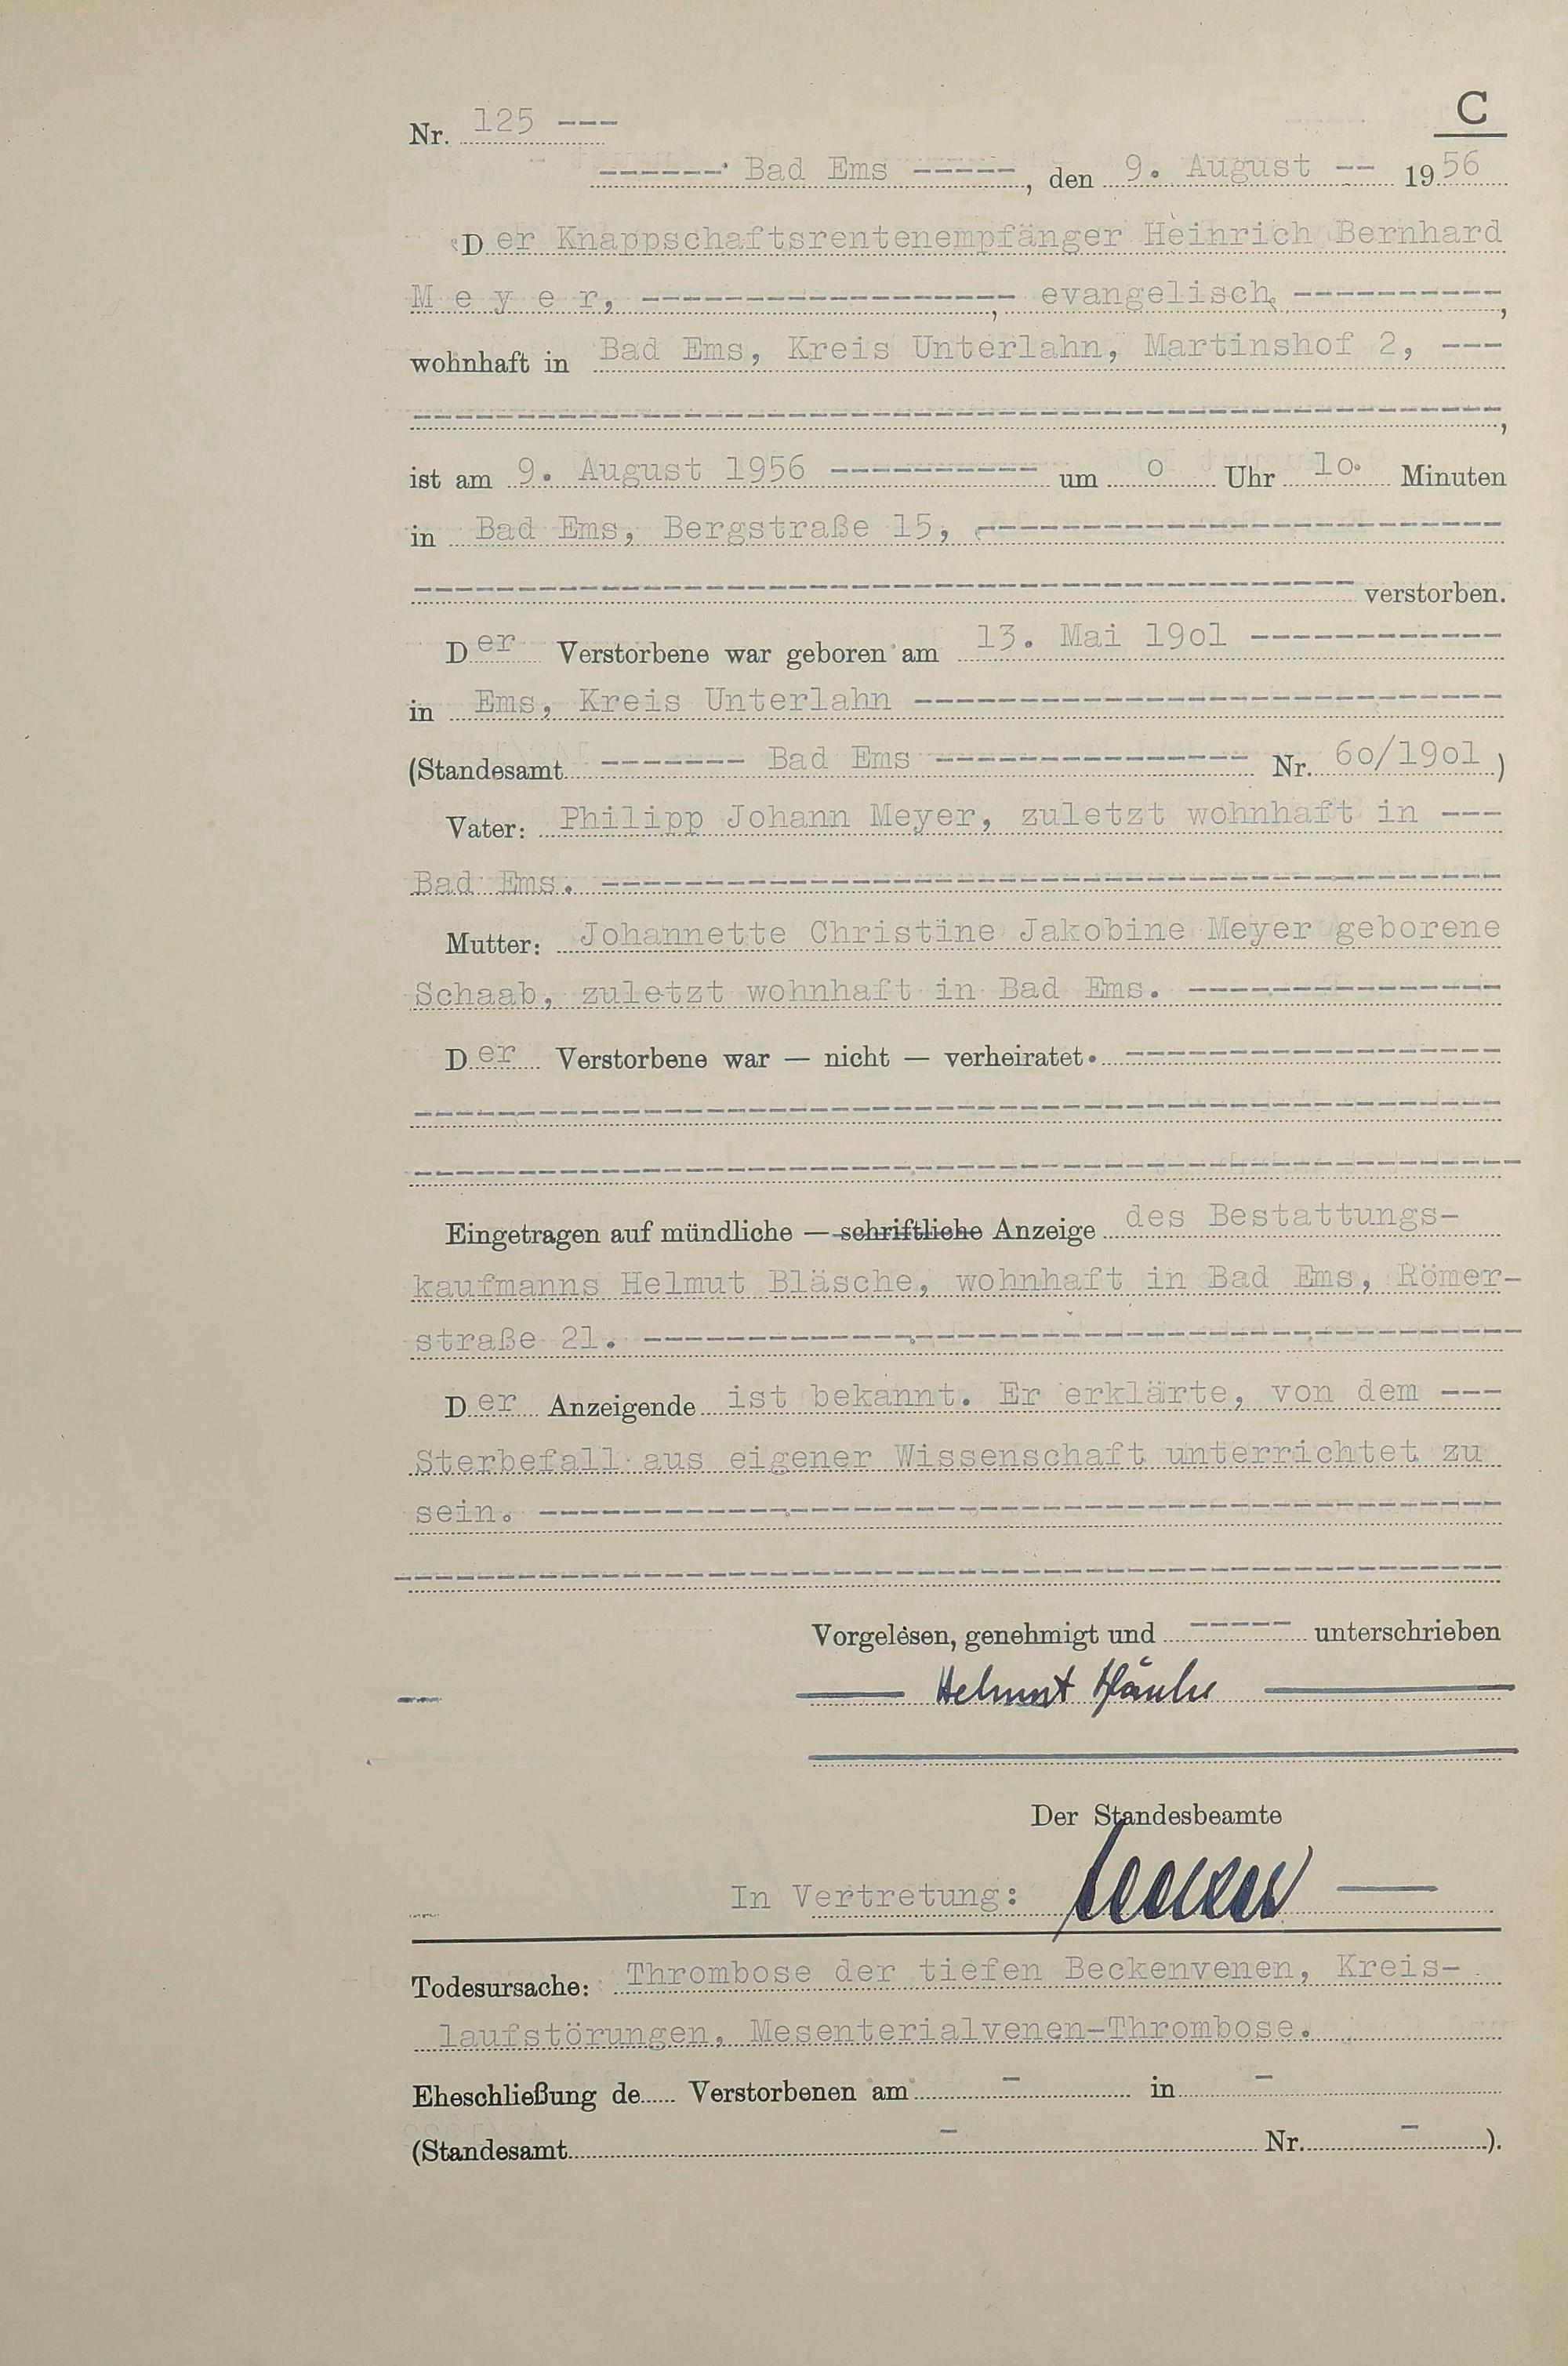 C
Nr. 125 ---
------- Bad Ems -----, den 9. August -- 1956
Der Knappschaftsrentenempfänger Heinrich Bernhard
M e y e r, ------------------, evangelisch, ----------,
wohnhaft in Bad Ems, Kreis Unterlahn, Martinshof 2, ---
----------------------------------------------------,
ist am 9. August 1956 ---------- um o Uhr 1o Minuten
in Bad Ems, Bergstraße 15, -------------------------
--------------------------------------------- verstorben.
Der Verstorbene war geboren am 13. Mai 19o1 ------------
in Ems, Kreis Unterlahn ----------------------------
(Standesamt ------- Bad Ems --------------- Nr. 6o/19o1)
Vater: Philipp Johann Meyer, zuletzt wohnhaft in ---
Bad Ems. -------------------------------------------
Mutter: Johannette Christine Jakobine Meyer geborene
Schaab, zuletzt wohnhaft in Bad Ems. ---------------
Der Verstorbene war — nicht — verheiratet. ------------------
----------------------------------------------------
-----------------------------------------------------
Eingetragen auf mündliche — schriftliche Anzeige des Bestattungs-
kaufmanns Helmut Bläsche, wohnhaft in Bad Ems, Römer-
straße 21. ------------------------------------------
Der Anzeigende ist bekannt. Er erklärte, von dem ---
Sterbefall aus eigener Wissenschaft unterrichtet zu
sein. ----------------------------------------------
-----------------------------------------------------
Vorgelesen, genehmigt und ----- unterschrieben
— Helmut Bläsche —
Der Standesbeamte
In Vertretung:
Todesursache: Thrombose der tiefen Beckenvenen, Kreis-
laufstörungen, Mesenterialvenen-Thrombose.
Eheschließung de Verstorbenen am - in -
(Standesamt - Nr. - ).